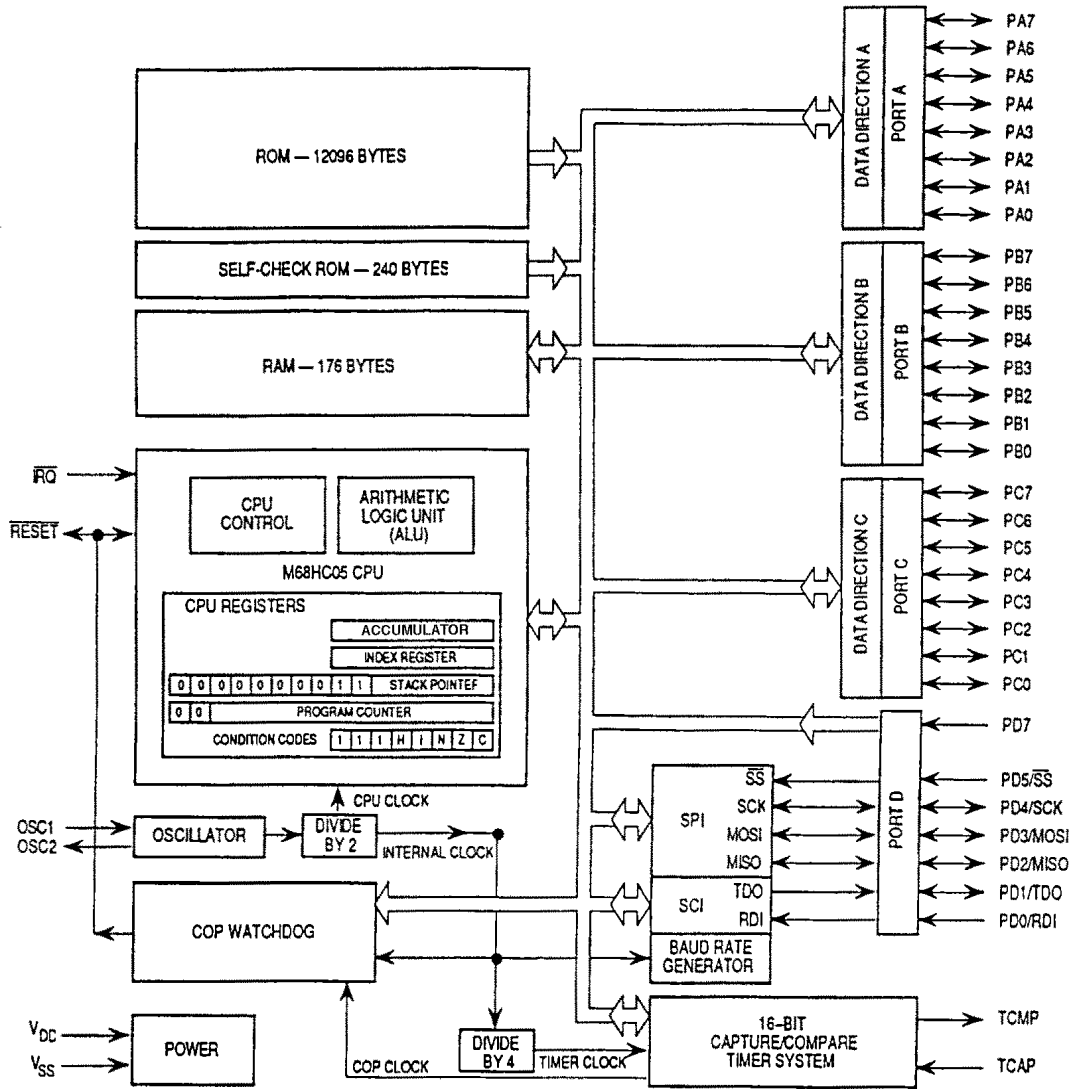 ROM — 12096 BYTES
SELF-CHECK ROM — 240 BYTES
RAM — 176 BYTES
IRQ
RESET
CPU
CONTROL
ARITHMETIC
LOGIC UNIT
(ALU)
M68HC05 CPU
CPU REGISTERS
ACCUMULATOR
INDEX REGISTER
0 0 0 0 0 0 0 0 1 1 STACK POINTEF
0 0 PROGRAM COUNTER
CONDITION CODES 1 1 1 H I N Z C
CPU CLOCK
OSC1
OSC2
OSCILLATOR
DIVIDE
BY 2
INTERNAL CLOCK
COP WATCHDOG
VDC
VSS
POWER
COP CLOCK
DIVIDE
BY 4
TIMER CLOCK
DATA DIRECTION A
PORT A
PA7
PA6
PA5
PA4
PA3
PA2
PA1
PA0
DATA DIRECTION B
PORT B
PB7
PB6
PB5
PB4
PB3
PB2
PB1
PB0
DATA DIRECTION C
PORT C
PC7
PC6
PC5
PC4
PC3
PC2
PC1
PC0
SPI
SS
SCK
MOSI
MISO
SCI
TDO
RDI
BAUD RATE
GENERATOR
PORT D
PD7
PD5/SS
PD4/SCK
PD3/MOSI
PD2/MISO
PD1/TDO
PD0/RDI
16–BIT
CAPTURE/COMPARE
TIMER SYSTEM
TCMP
TCAP